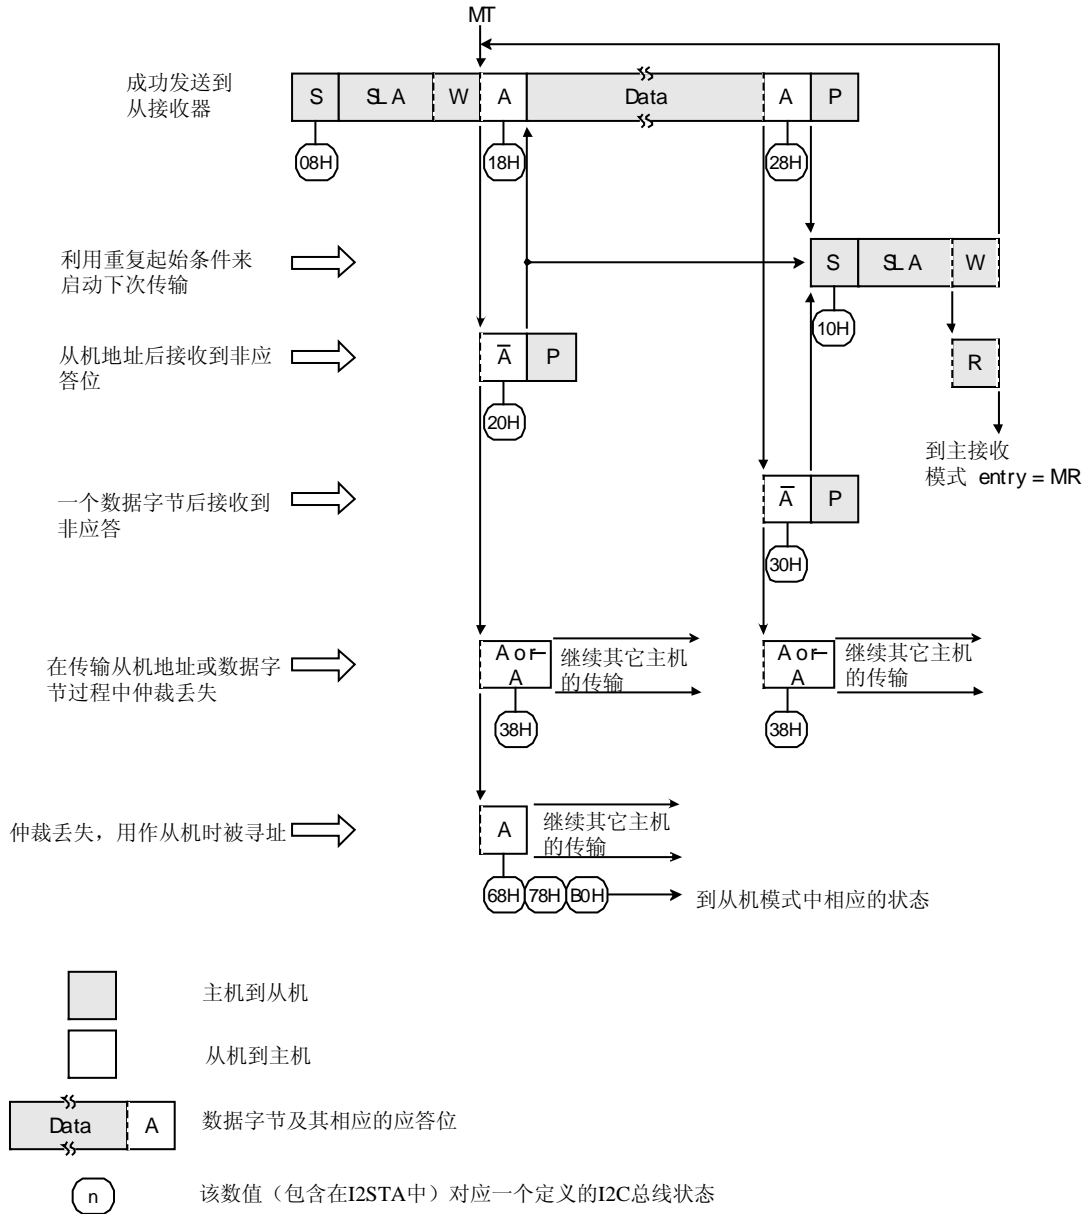 MT
成功发送到
从接收器
S SLA W A Data A P
08H 18H 28H
利用重复起始条件来
启动下次传输
S SLA W
10H
从机地址后接收到非应
答位
A̅ P
R
20H
到主接收
模式 entry = MR
一个数据字节后接收到
非应答
A̅ P
30H
在传输从机地址或数据字
节过程中仲裁丢失
A or
A̅
继续其它主机
的传输
A or
A̅
继续其它主机
的传输
38H 38H
仲裁丢失，用作从机时被寻址
A
继续其它主机
的传输
68H 78H B0H 到从机模式中相应的状态
主机到从机
从机到主机
Data A 数据字节及其相应的应答位
n 该数值（包含在I2STA中）对应一个定义的I2C总线状态